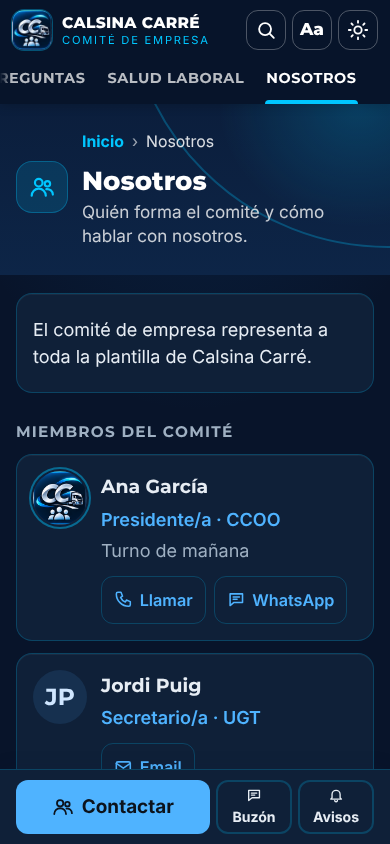 CALSINA CARRÉ
COMITÉ DE EMPRESA
Aa
REGUNTAS SALUD LABORAL NOSOTROS
Inicio › Nosotros
Nosotros
Quién forma el comité y cómo
hablar con nosotros.
El comité de empresa representa a
toda la plantilla de Calsina Carré.
MIEMBROS DEL COMITÉ
CC
Ana García
Presidente/a · CCOO
Turno de mañana
Llamar WhatsApp
JP
Jordi Puig
Secretario/a · UGT
Email
Contactar
Buzón
Avisos